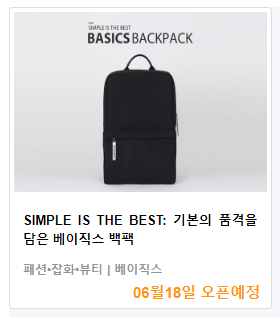 SIMPLE IS THE BEST
BASICS BACKPACK
SIMPLE IS THE BEST: 기본의 품격을
담은 베이직스 백팩
패션•잡화•뷰티 | 베이직스
06월18일 오픈예정